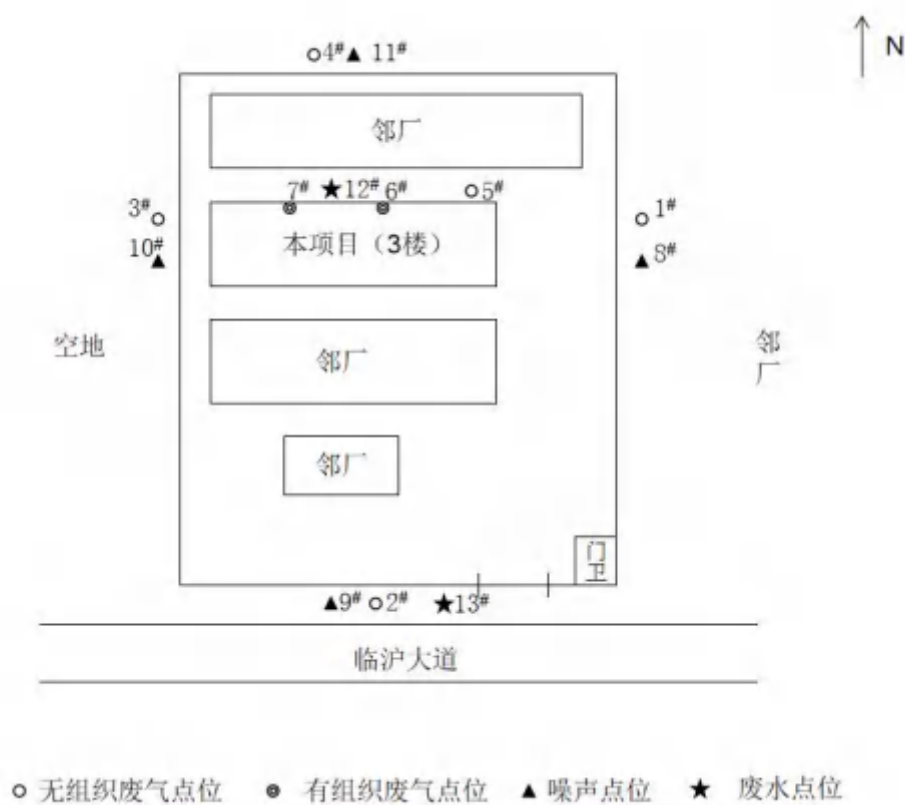 4# 11#
N
邻厂
7# 12# 6# 5#
3# 1#
本项目（3楼）
10# 8#
空地
邻厂
邻厂
邻厂
门卫
9# 2# 13#
临沪大道
无组织废气点位 有组织废气点位 噪声点位 废水点位